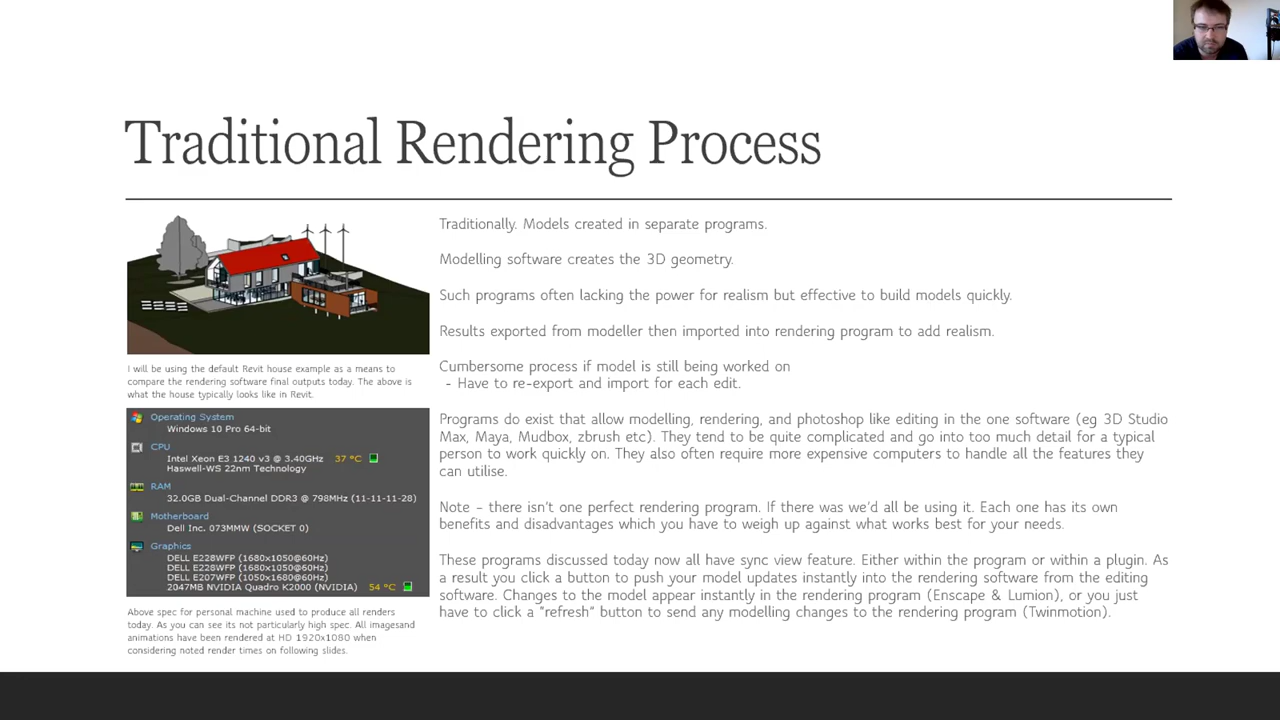 Traditional Rendering Process
I will be using the default Revit house example as a means to
compare the rendering software final outputs today. The above is
what the house typically looks like in Revit.
Operating System
Windows 10 Pro 64-bit
CPU
Intel Xeon E3 1240 v3 @ 3.40GHz 37 °C
Haswell-WS 22nm Technology
RAM
32.0GB Dual-Channel DDR3 @ 798MHz (11-11-11-28)
Motherboard
Dell Inc. 073MMW (SOCKET 0)
Graphics
DELL E228WFP (1680x1050@60Hz)
DELL E228WFP (1680x1050@60Hz)
DELL E207WFP (1050x1680@60Hz)
2047MB NVIDIA Quadro K2000 (NVIDIA) 54 °C
Above spec for personal machine used to produce all renders
today. As you can see its not particularly high spec. All imagesand
animations have been rendered at HD 1920x1080 when
considering noted render times on following slides.
Traditionally. Models created in separate programs.
Modelling software creates the 3D geometry.
Such programs often lacking the power for realism but effective to build models quickly.
Results exported from modeller then imported into rendering program to add realism.
Cumbersome process if model is still being worked on
- Have to re-export and import for each edit.
Programs do exist that allow modelling, rendering, and photoshop like editing in the one software (eg 3D Studio
Max, Maya, Mudbox, zbrush etc). They tend to be quite complicated and go into too much detail for a typical
person to work quickly on. They also often require more expensive computers to handle all the features they
can utilise.
Note – there isn't one perfect rendering program. If there was we'd all be using it. Each one has its own
benefits and disadvantages which you have to weigh up against what works best for your needs.
These programs discussed today now all have sync view feature. Either within the program or within a plugin. As
a result you click a button to push your model updates instantly into the rendering software from the editing
software. Changes to the model appear instantly in the rendering program (Enscape & Lumion), or you just
have to click a "refresh" button to send any modelling changes to the rendering program (Twinmotion).